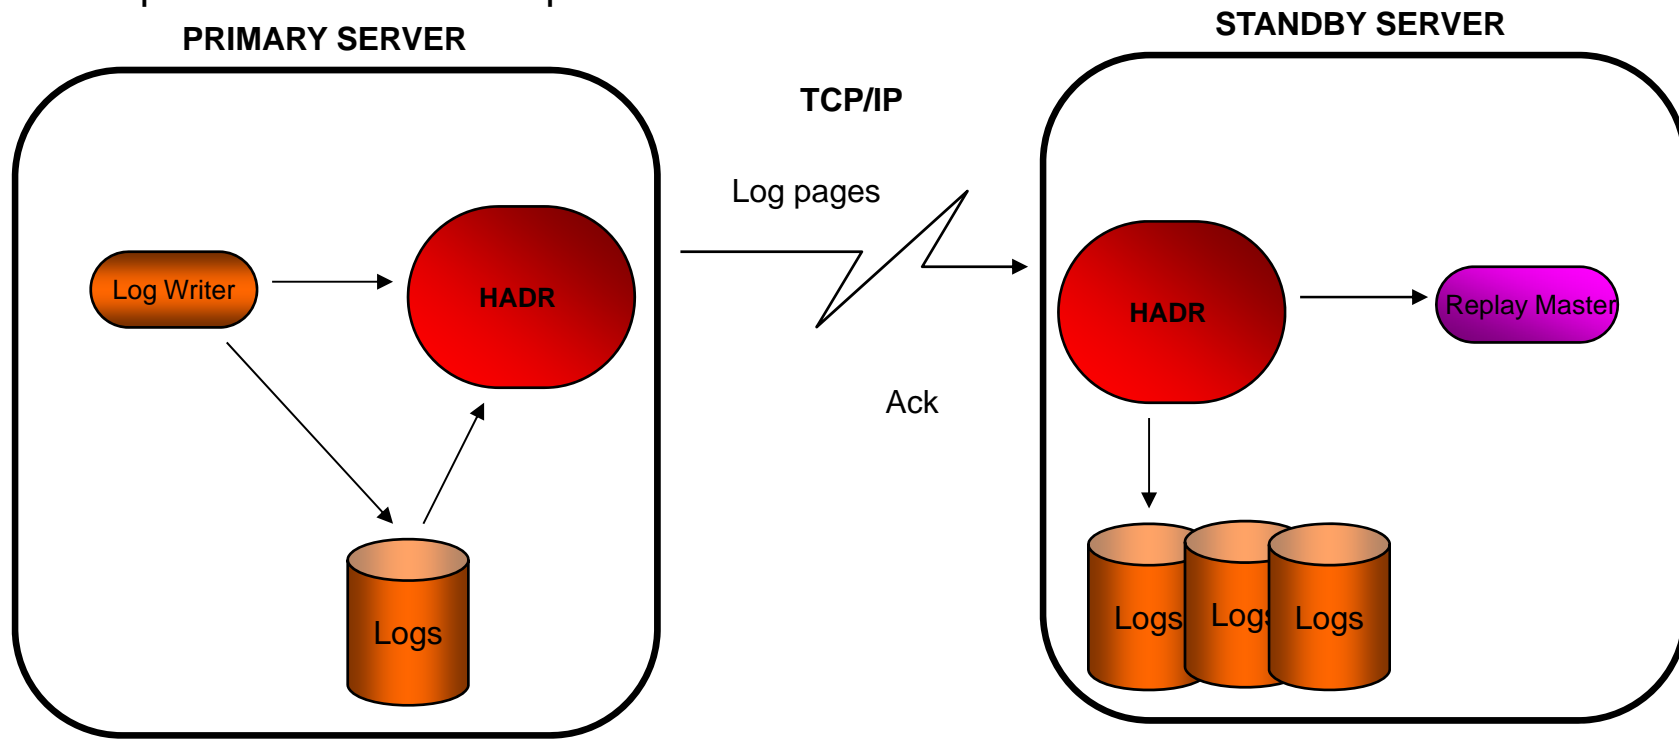 PRIMARY SERVER
STANDBY SERVER
TCP/IP
Log pages
Log Writer
HADR
HADR
Replay Master
Ack
Logs
Logs
Logs
Logs